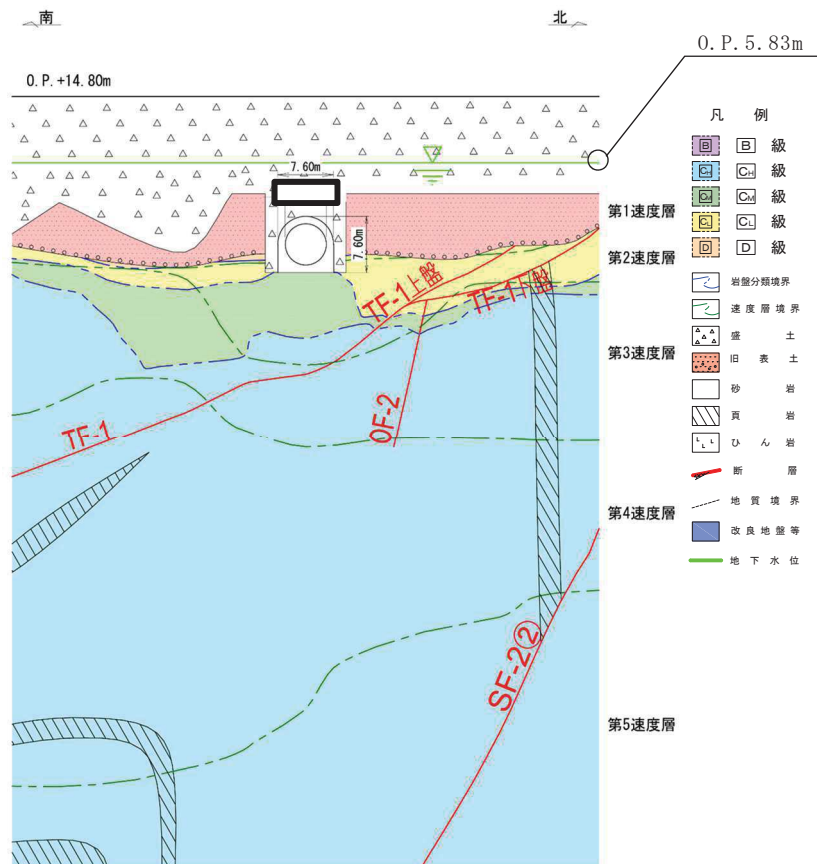 南
北
O.P.5.83m
O.P.+14.80m
7.60m
7.60m
凡 例
B B 級
CH CH 級
CM CM 級
CL CL 級
D D 級
岩盤分類境界
速度層境界
盛 土
旧 表 土
砂 岩
頁 岩
ひ ん 岩
断 層
地 質 境 界
改 良 地 盤 等
地 下 水 位
第1速度層
第2速度層
第3速度層
第4速度層
第5速度層
TF-1上盤
TF-1下盤
TF-1
OF-2
SF-2②